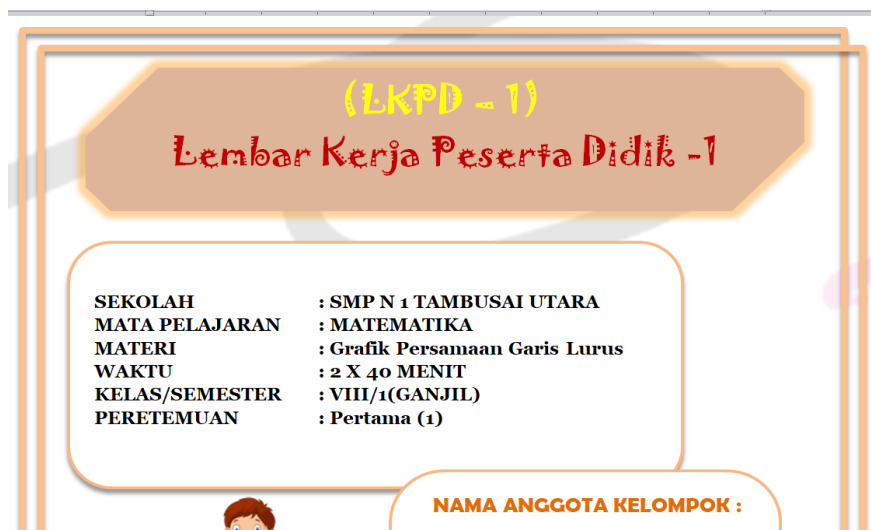 (LKPD - 1)
Lembar Kerja Peserta Didik -1
SEKOLAH : SMP N 1 TAMBUSAI UTARA
MATA PELAJARAN : MATEMATIKA
MATERI : Grafik Persamaan Garis Lurus
WAKTU : 2 X 40 MENIT
KELAS/SEMESTER : VIII/1(GANJIL)
PERETEMUAN : Pertama (1)
NAMA ANGGOTA KELOMPOK :